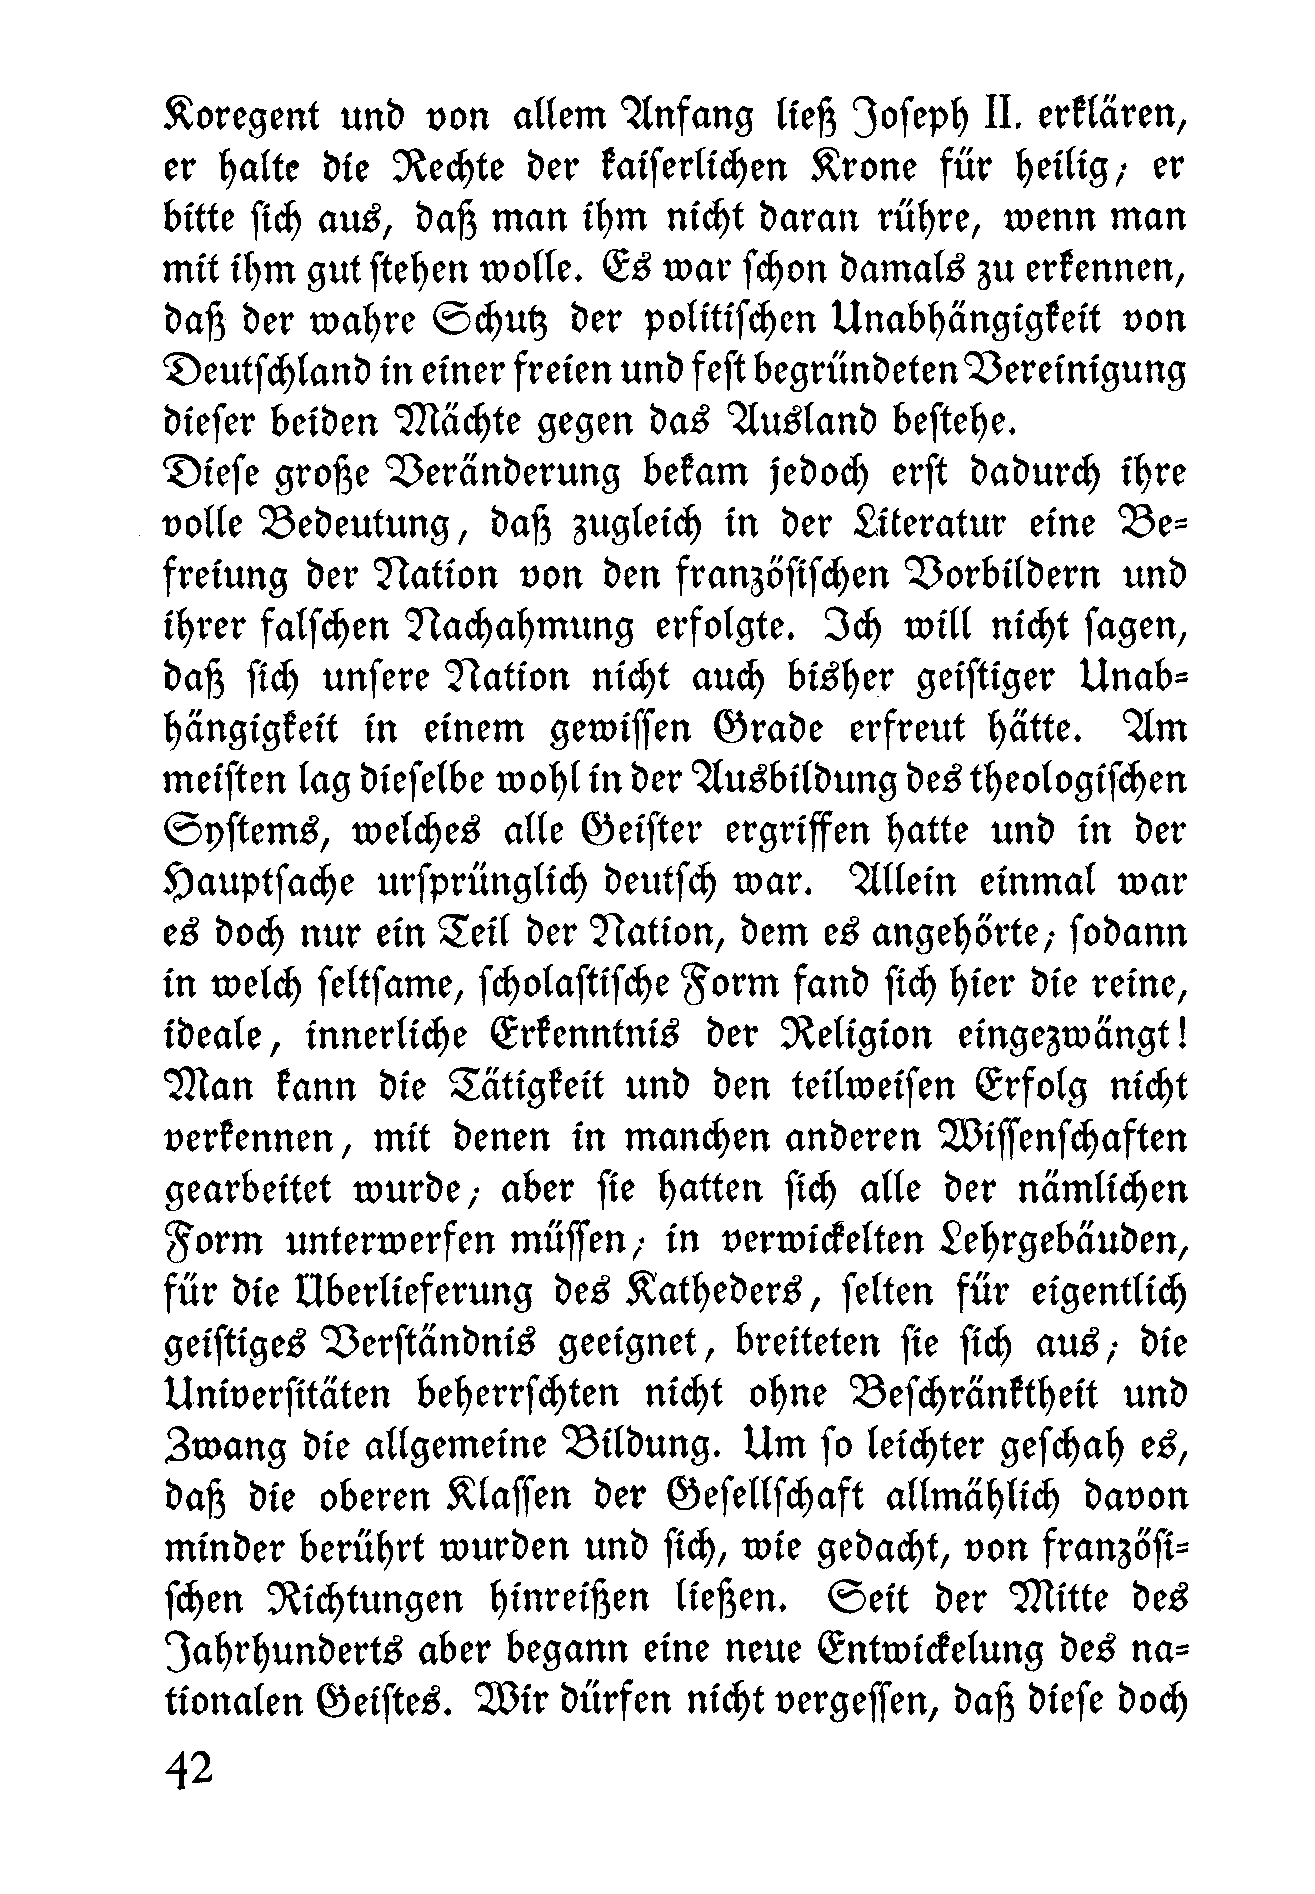 Koregent und von allem Anfang ließ Joseph II. erklären,
er halte die Rechte der kaiserlichen Krone für heilig; er
bitte sich aus, daß man ihm nicht daran rühre, wenn man
mit ihm gut stehen wolle. Es war schon damals zu erkennen,
daß der wahre Schutz der politischen Unabhängigkeit von
Deutschland in einer freien und fest begründeten Vereinigung
dieser beiden Mächte gegen das Ausland bestehe.
Diese große Veränderung bekam jedoch erst dadurch ihre
volle Bedeutung, daß zugleich in der Literatur eine Be-
freiung der Nation von den französischen Vorbildern und
ihrer falschen Nachahmung erfolgte. Ich will nicht sagen,
daß sich unsere Nation nicht auch bisher geistiger Unab-
hängigkeit in einem gewissen Grade erfreut hätte. Am
meisten lag dieselbe wohl in der Ausbildung des theologischen
Systems, welches alle Geister ergriffen hatte und in der
Hauptsache ursprünglich deutsch war. Allein einmal war
es doch nur ein Teil der Nation, dem es angehörte; sodann
in welch seltsame, scholastische Form fand sich hier die reine,
ideale, innerliche Erkenntnis der Religion eingezwängt!
Man kann die Tätigkeit und den teilweisen Erfolg nicht
verkennen, mit denen in manchen anderen Wissenschaften
gearbeitet wurde; aber sie hatten sich alle der nämlichen
Form unterwerfen müssen; in verwickelten Lehrgebäuden,
für die Überlieferung des Katheders, selten für eigentlich
geistiges Verständnis geeignet, breiteten sie sich aus; die
Universitäten beherrschten nicht ohne Beschränktheit und
Zwang die allgemeine Bildung. Um so leichter geschah es,
daß die oberen Klassen der Gesellschaft allmählich davon
minder berührt wurden und sich, wie gedacht, von französi-
schen Richtungen hinreißen ließen. Seit der Mitte des
Jahrhunderts aber begann eine neue Entwickelung des na-
tionalen Geistes. Wir dürfen nicht vergessen, daß diese doch
42